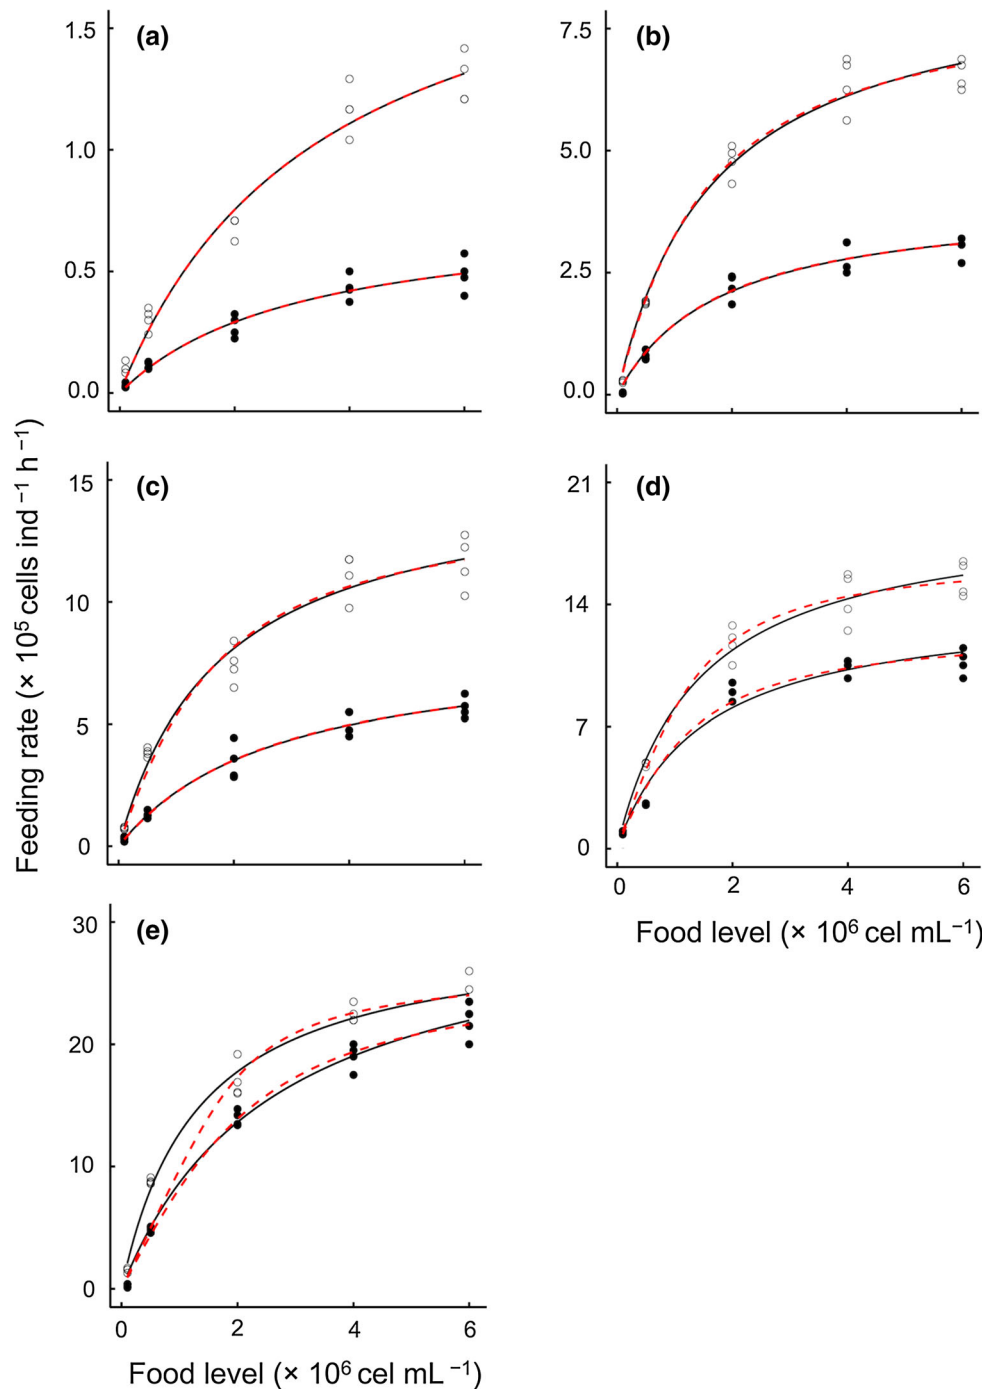 (a)
1.5
1.0
0.5
0.0
(b)
7.5
5.0
2.5
0.0
Feeding rate (× 10⁵ cells ind⁻¹ h⁻¹)
(c)
15
10
5
0
(d)
21
14
7
0
0 2 4 6
Food level (× 10⁶ cel mL⁻¹)
(e)
30
20
10
0
0 2 4 6
Food level (× 10⁶ cel mL⁻¹)